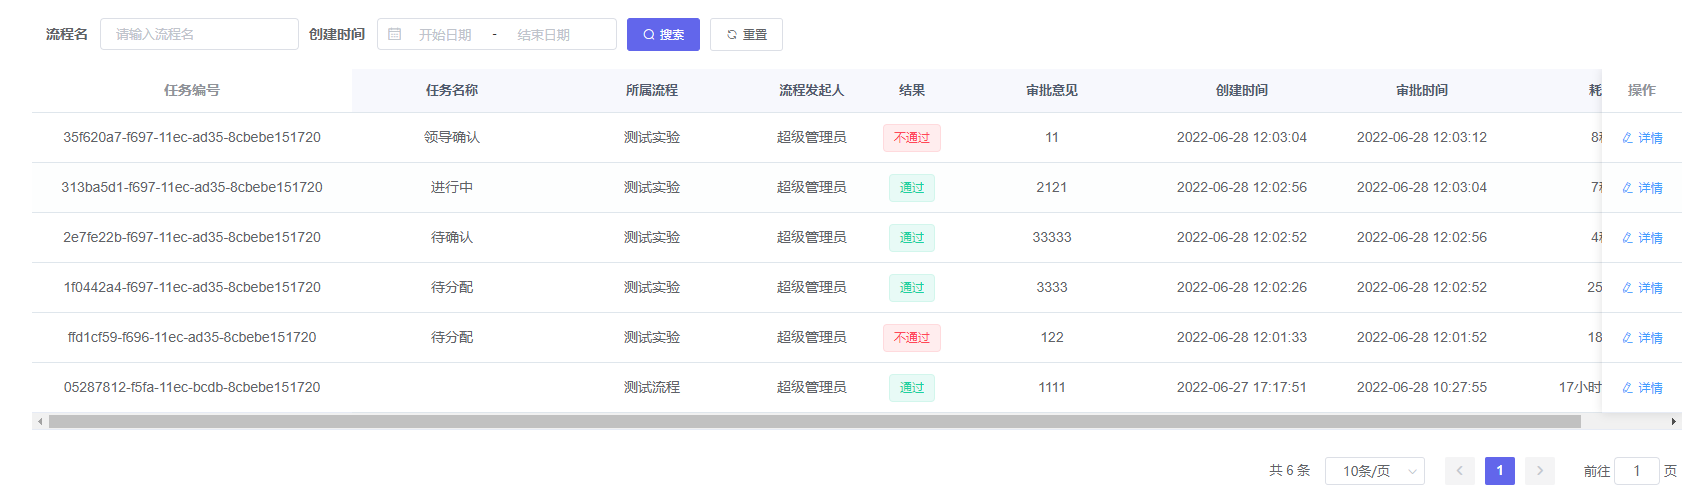 流程名 请输入流程名 创建时间 开始日期 - 结束日期 搜索 重置
任务编号 任务名称 所属流程 流程发起人 结果 审批意见 创建时间 审批时间 耗 操作
35f620a7-f697-11ec-ad35-8cbebe151720 领导确认 测试实验 超级管理员 不通过 11 2022-06-28 12:03:04 2022-06-28 12:03:12 8 详情
313ba5d1-f697-11ec-ad35-8cbebe151720 进行中 测试实验 超级管理员 通过 2121 2022-06-28 12:02:56 2022-06-28 12:03:04 7 详情
2e7fe22b-f697-11ec-ad35-8cbebe151720 待确认 测试实验 超级管理员 通过 33333 2022-06-28 12:02:52 2022-06-28 12:02:56 4 详情
1f0442a4-f697-11ec-ad35-8cbebe151720 待分配 测试实验 超级管理员 通过 3333 2022-06-28 12:02:26 2022-06-28 12:02:52 25 详情
ffd1cf59-f696-11ec-ad35-8cbebe151720 待分配 测试实验 超级管理员 不通过 122 2022-06-28 12:01:33 2022-06-28 12:01:52 18 详情
05287812-f5fa-11ec-bcdb-8cbebe151720 测试流程 超级管理员 通过 1111 2022-06-27 17:17:51 2022-06-28 10:27:55 17小时 详情
共 6 条 10条/页 1 前往 1 页